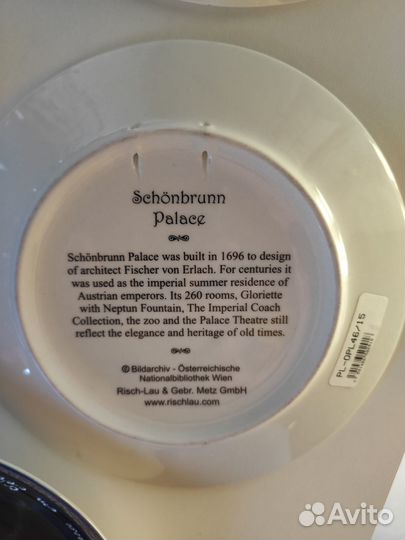 Schönbrunn
Palace
Schönbrunn Palace was built in 1696 to design
of architect Fischer von Erlach. For centuries it
was used as the imperial summer residence of
Austrian emperors. Its 260 rooms, Gloriette
with Neptun Fountain, The Imperial Coach
Collection, the zoo and the Palace Theatre still
reflect the elegance and heritage of old times.
© Bildarchiv - Österreichische
Nationalbibliothek Wien
Risch-Lau & Gebr. Metz GmbH
www.rischlau.com
PL-OPL46/15
Avito